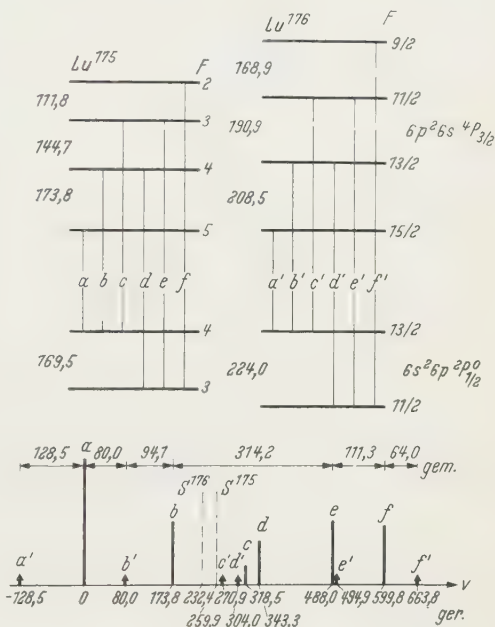 Lu¹⁷⁵ F
111,8
144,7
173,8
2
3
4
5
a b c d e f
169,5
4
3
Lu¹⁷⁶ F
168,9
190,9
208,5
9/2
11/2
13/2
15/2
6p²6s ⁴P₃/₂
a' b' c' d' e' f'
224,0
13/2
11/2
6s²6p ²P⁰₁/₂
128,5 a 80,0 94,1 314,2 111,3 64,0 gem.
S¹⁷⁶ S¹⁷⁵
a' b' b c' d' c d e e' f f'
-128,5 0 80,0 173,8 232,4 270,9 318,5 488,0 494,9 599,8 663,8 ν
259,9 304,0 343,3 ger.